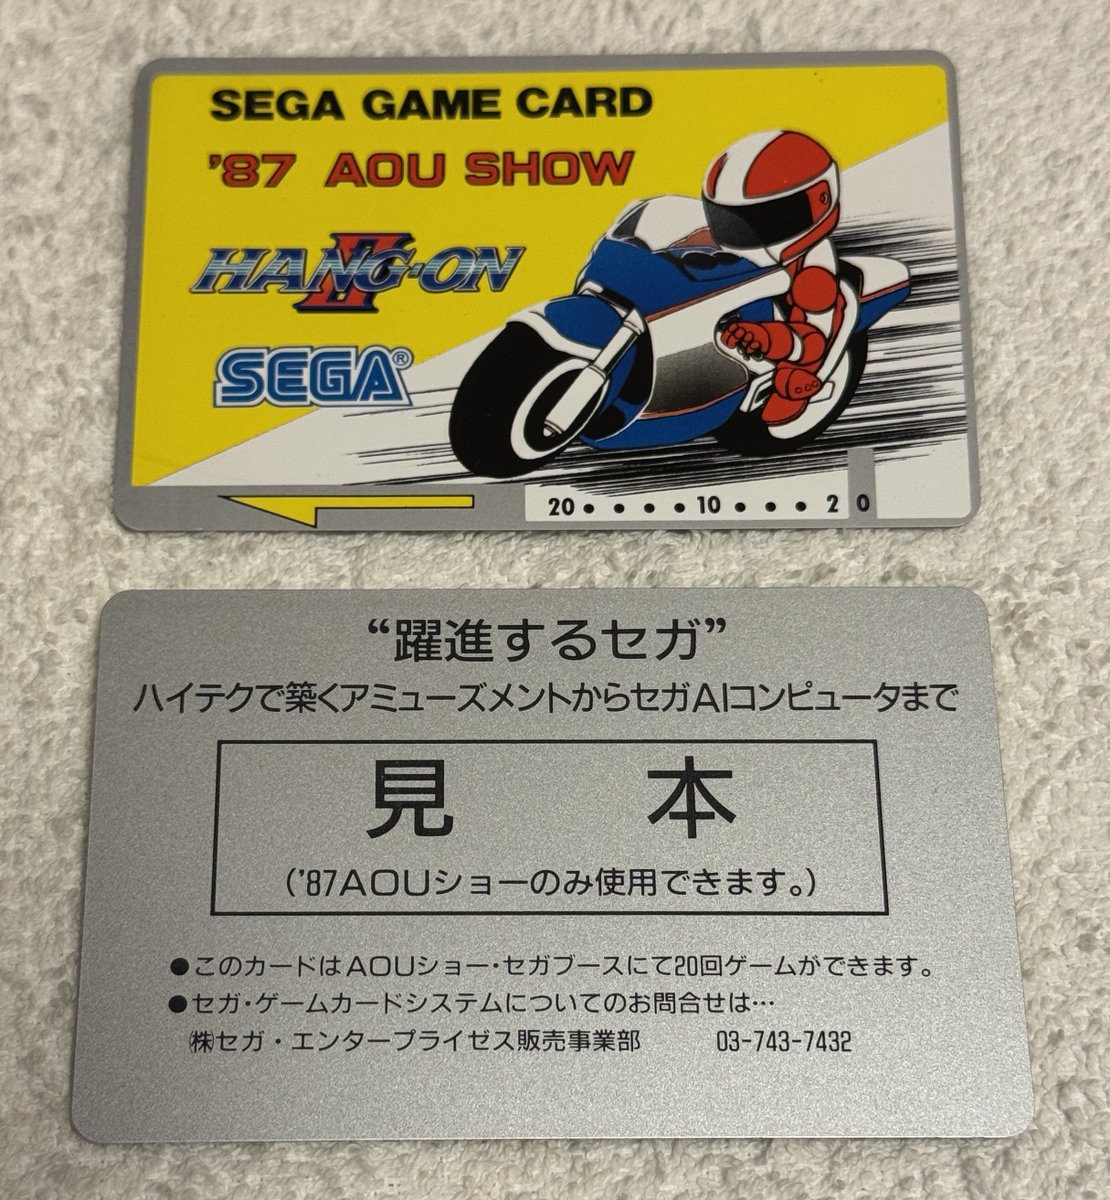 SEGA GAME CARD
'87 AOU SHOW
HANG-ON II
SEGA®
20 • • • • 10 • • • 2 0
“躍進するセガ”
ハイテクで築くアミューズメントからセガAIコンピュータまで
見本
('87AOUショーのみ使用できます。)
●このカードはAOUショー・セガブースにて20回ゲームができます。
●セガ・ゲームカードシステムについてのお問合せは…
㈱セガ・エンタープライゼス販売事業部 03-743-7432